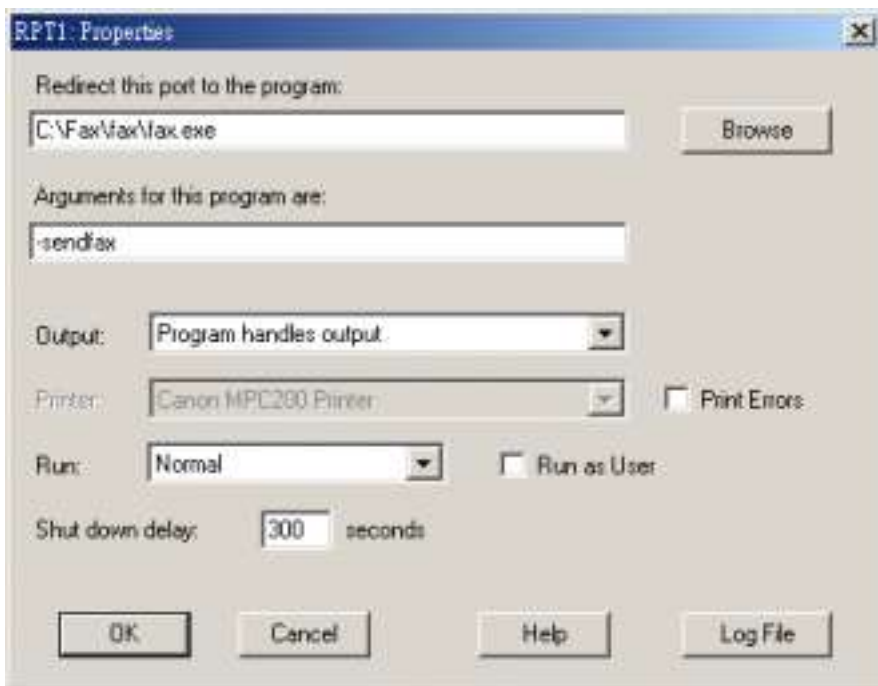 RPT1: Properties
Redirect this port to the program:
C:\Fax\fax\fax.exe
Browse
Arguments for this program are:
-sendfax
Output: Program handles output
Printer: Canon MPC200 Printer Print Errors
Run: Normal Run as User
Shut down delay: 300 seconds
OK Cancel Help Log File